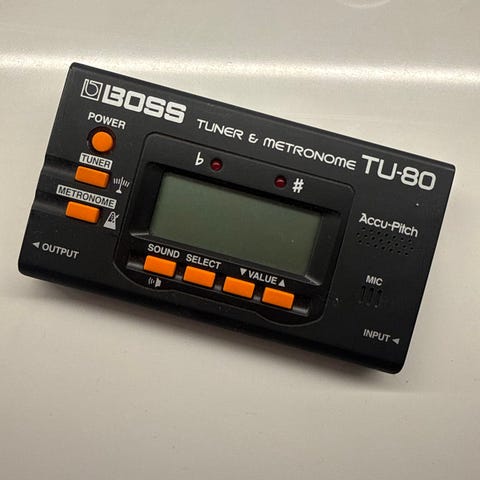 BOSS
TUNER & METRONOME TU-80
POWER
♭ ♯
TUNER
METRONOME
Accu-Pitch
◀ OUTPUT
SOUND SELECT ▼ VALUE ▲
MIC
INPUT ◀